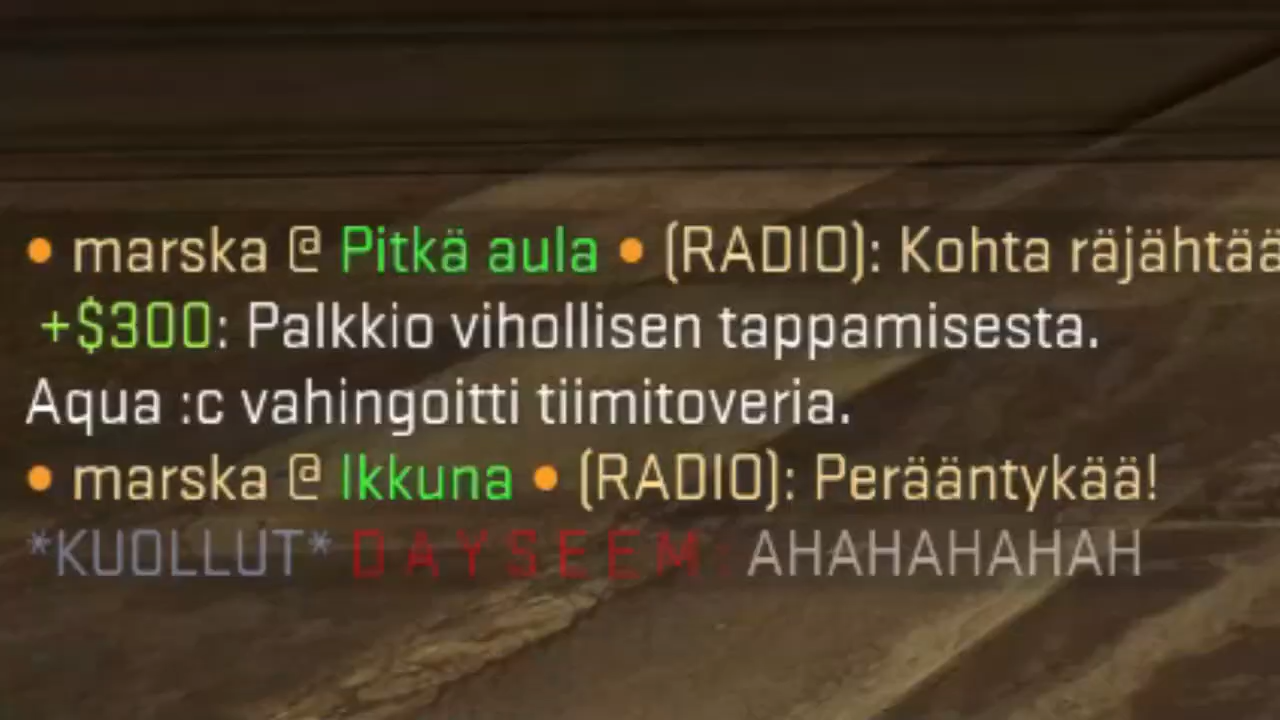 • marska @ Pitkä aula • (RADIO): Kohta räjähtää
+$300: Palkkio vihollisen tappamisesta.
Aqua :c vahingoitti tiimitoveria.
• marska @ Ikkuna • (RADIO): Perääntykää!
*KUOLLUT* D A Y S E E M : AHAHAHAHAH